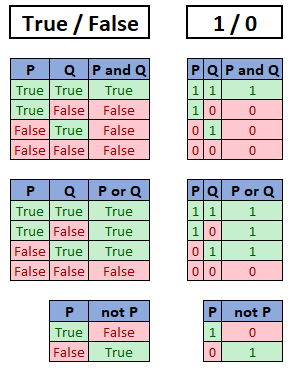 True / False 1 / 0
P Q P and Q P Q P and Q
True True True 1 1 1
True False False 1 0 0
False True False 0 1 0
False False False 0 0 0
P Q P or Q P Q P or Q
True True True 1 1 1
True False True 1 0 1
False True True 0 1 1
False False False 0 0 0
P not P P not P
True False 1 0
False True 0 1